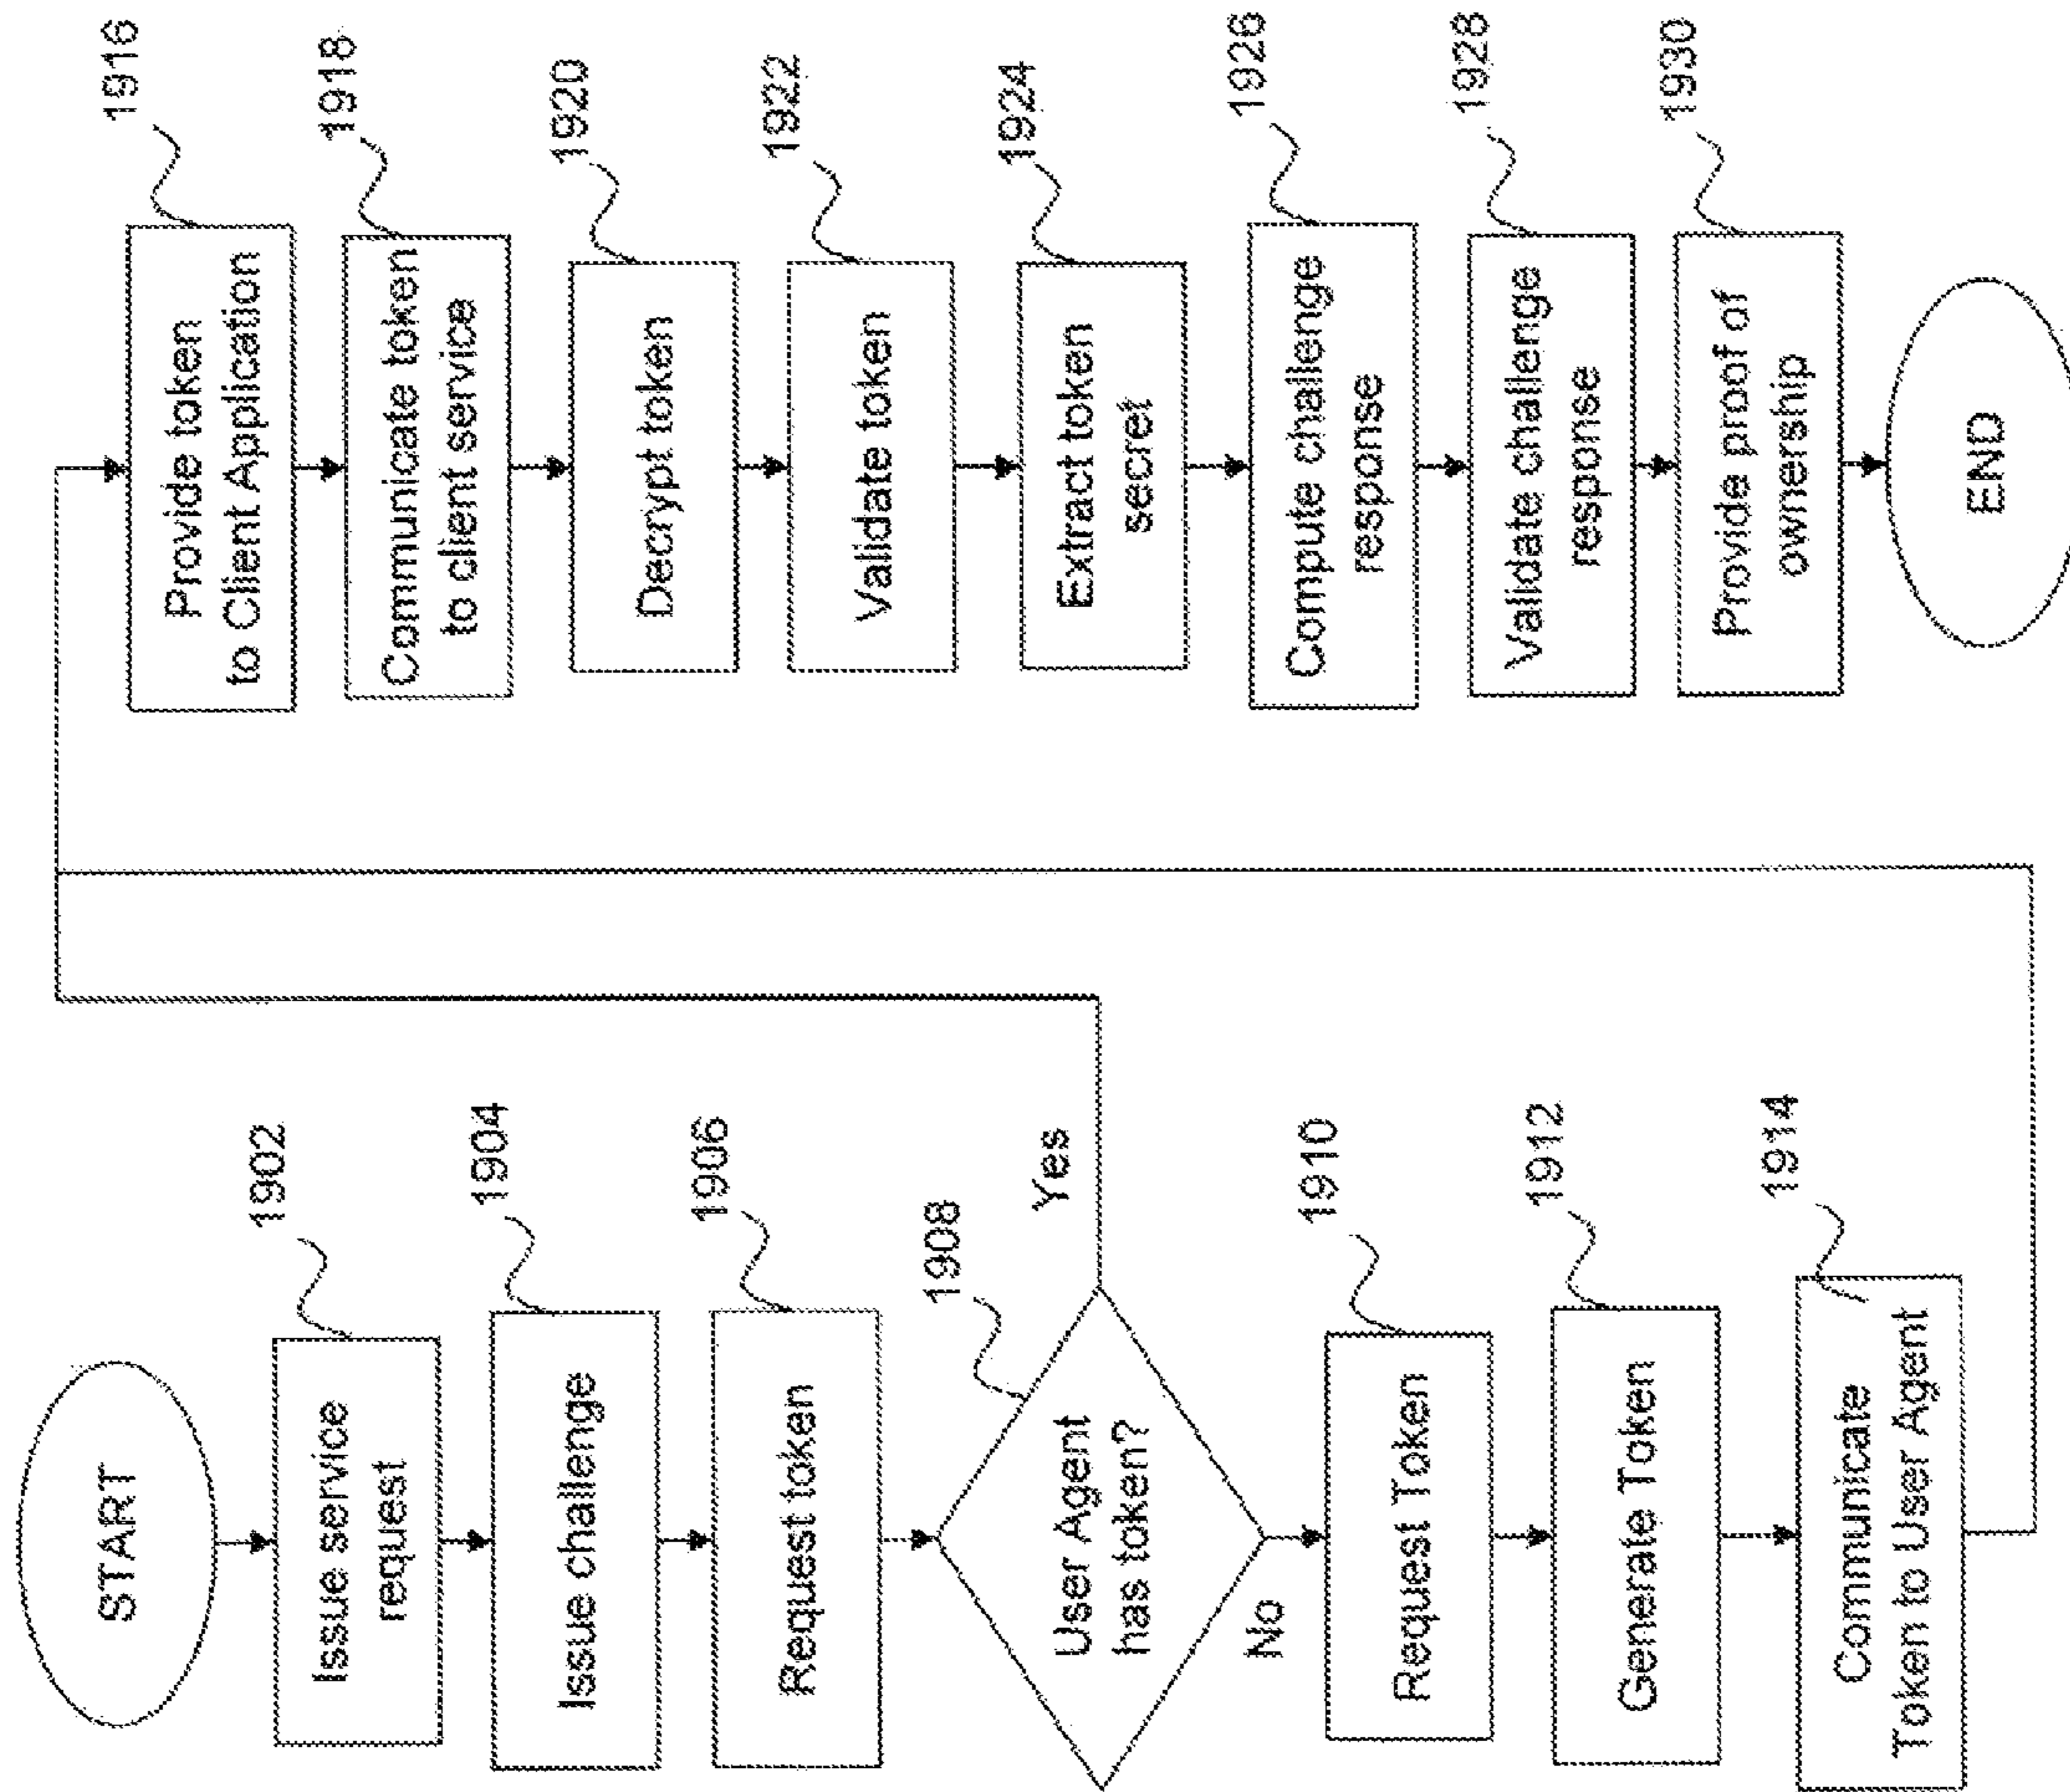 START
Issue service
request
1902
Issue challenge
1904
Request token
1906
User Agent
has token?
1908
Yes
No
Request Token
1910
Generate Token
1912
Communicate
Token to User Agent
1914
Provide token
to Client Application
1916
Communicate token
to client service
1918
Decrypt token
1920
Validate token
1922
Extract token
secret
1924
Compute challenge
response
1926
Validate challenge
response
1928
Provide proof of
ownership
1930
END